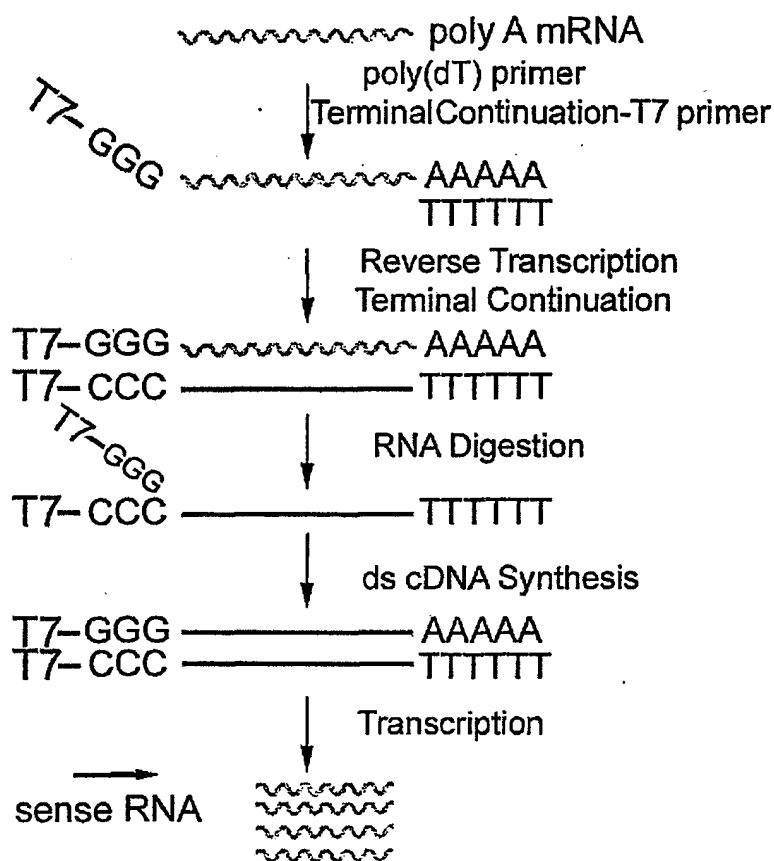 poly A mRNA
poly(dT) primer
Terminal Continuation-T7 primer
T7-GGG
AAAAA
TTTTTT
Reverse Transcription
Terminal Continuation
T7-GGG AAAAA
T7-CCC TTTTTT
T7-GGG
RNA Digestion
T7-CCC TTTTTT
ds cDNA Synthesis
T7-GGG AAAAA
T7-CCC TTTTTT
Transcription
sense RNA